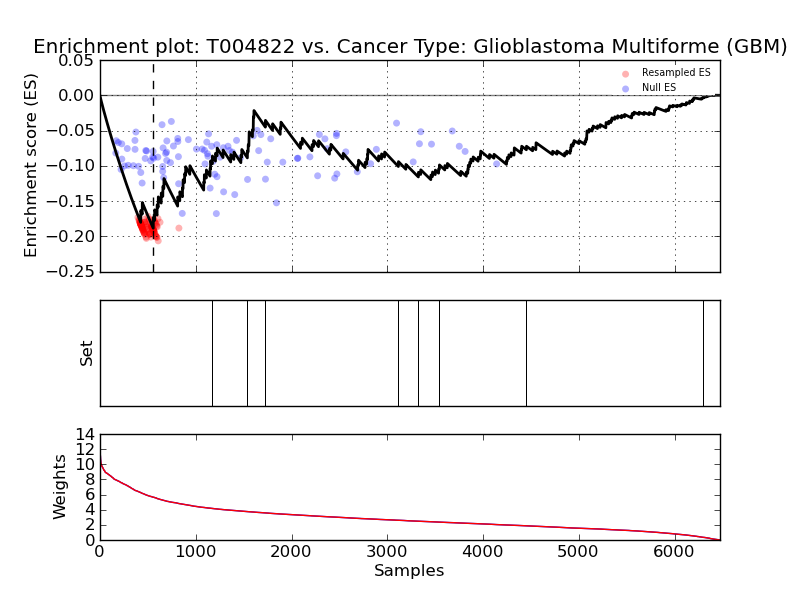 Enrichment plot: T004822 vs. Cancer Type: Glioblastoma Multiforme (GBM)
Enrichment score (ES)
0.05
0.00
−0.05
−0.10
−0.15
−0.20
−0.25
Resampled ES
Null ES
Set
Weights
14
12
10
8
6
4
2
0
0 1000 2000 3000 4000 5000 6000
Samples